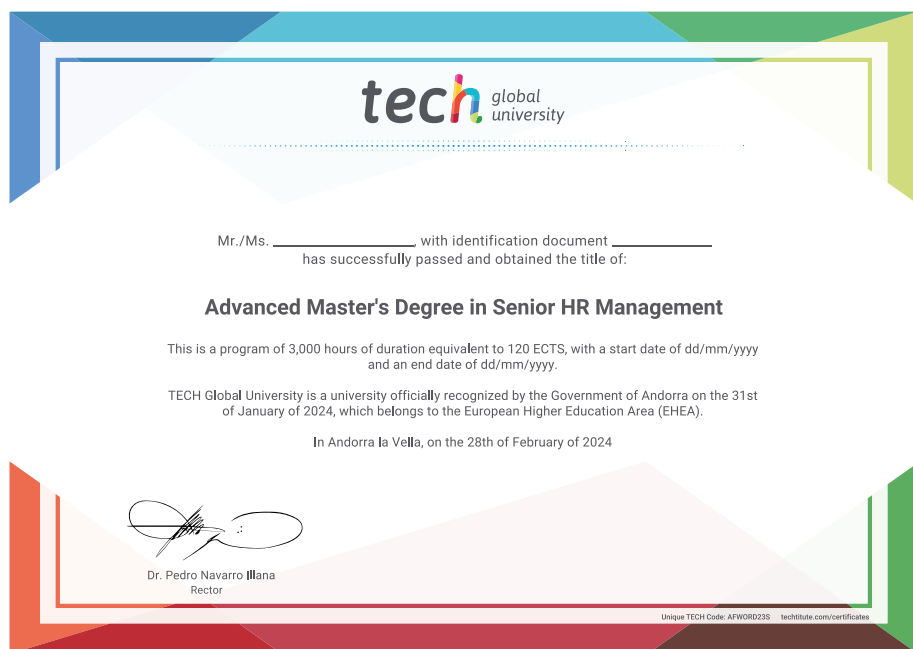 tech global
university
Mr./Ms. ____________, with identification document ____________
has successfully passed and obtained the title of:
Advanced Master's Degree in Senior HR Management
This is a program of 3,000 hours of duration equivalent to 120 ECTS, with a start date of dd/mm/yyyy
and an end date of dd/mm/yyyy.
TECH Global University is a university officially recognized by the Government of Andorra on the 31st
of January of 2024, which belongs to the European Higher Education Area (EHEA).
In Andorra la Vella, on the 28th of February of 2024
Dr. Pedro Navarro Illana
Rector
Unique TECH Code: AFWORD23S techtitute.com/certificates